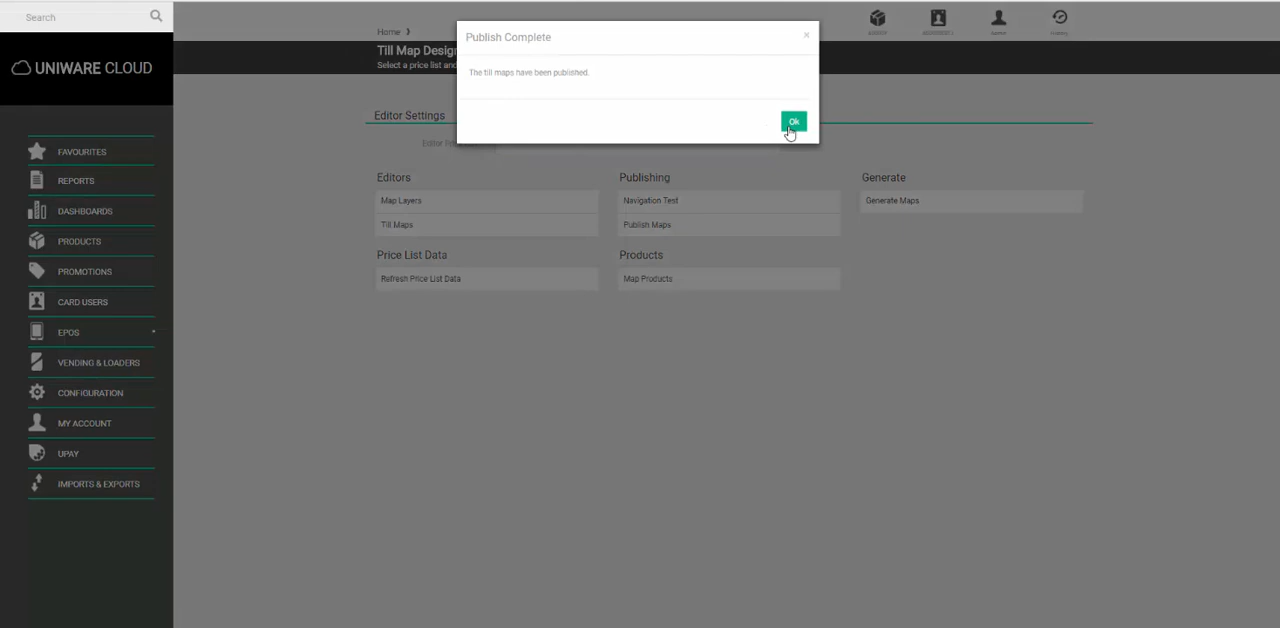 Search
UNIWARE CLOUD
FAVOURITES
REPORTS
DASHBOARDS
PRODUCTS
PROMOTIONS
CARD USERS
EPOS
VENDING & LOADERS
CONFIGURATION
MY ACCOUNT
UPAY
IMPORTS & EXPORTS
Home
Till Map Desig
Select a price list and
Publish Complete
×
The till maps have been published.
Ok
Editor Settings
Editor
Editors
Map Layers
Till Maps
Publishing
Navigation Test
Publish Maps
Generate
Generate Maps
Price List Data
Refresh Price List Data
Products
Map Products